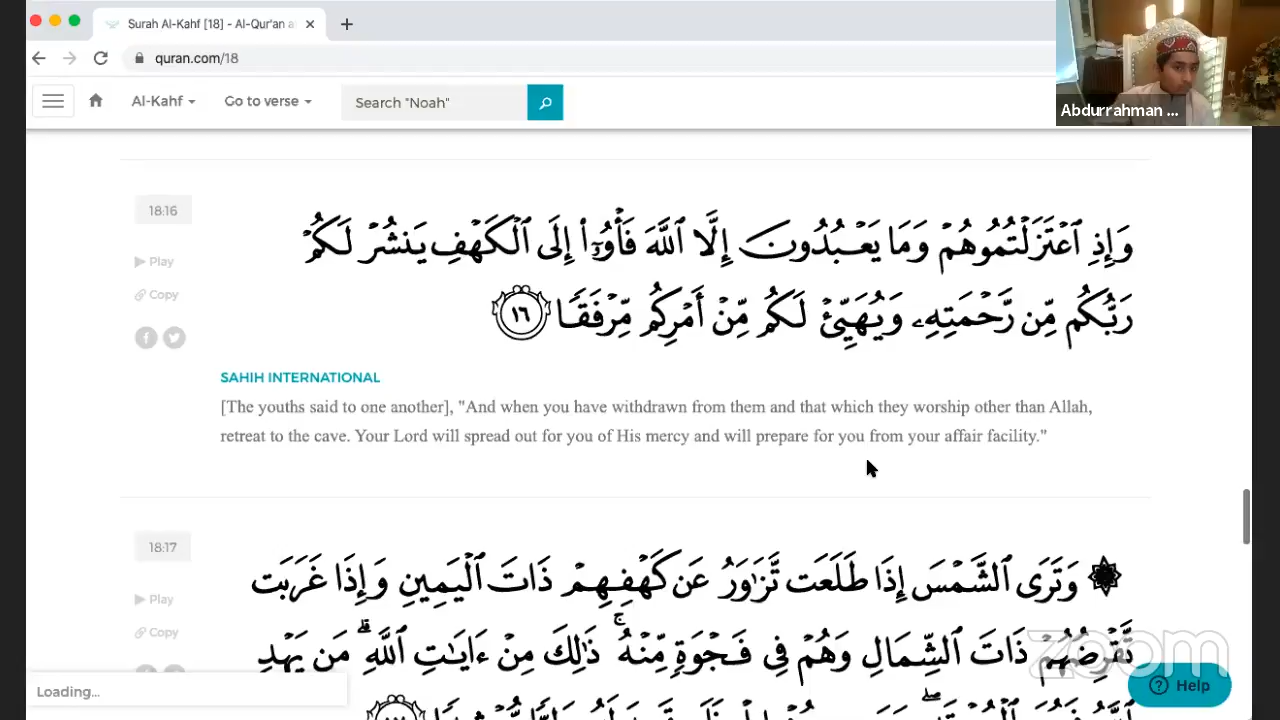 Surah Al-Kahf [18] - Al-Qur'an a
quran.com/18
Al-Kahf
Go to verse
Search "Noah"
Abdurrahman ...
18:16
وَإِذِ ٱعْتَزَلْتُمُوهُمْ وَمَا يَعْبُدُونَ إِلَّا ٱللَّهَ فَأْوُۥٓا۟ إِلَى ٱلْكَهْفِ يَنشُرْ لَكُمْ
Play
Copy
رَبُّكُم مِّن رَّحْمَتِهِۦ وَيُهَيِّئْ لَكُم مِّنْ أَمْرِكُم مِّرْفَقًا ١٦
SAHIH INTERNATIONAL
[The youths said to one another], "And when you have withdrawn from them and that which they worship other than Allah,
retreat to the cave. Your Lord will spread out for you of His mercy and will prepare for you from your affair facility."
18:17
۞ وَتَرَى ٱلشَّمْسَ إِذَا طَلَعَت تَّزَٰوَرُ عَن كَهْفِهِمْ ذَاتَ ٱلْيَمِينِ وَإِذَا غَرَبَت
Play
Copy
تَّقْرِضُهُمْ ذَاتَ ٱلشِّمَالِ وَهُمْ فِى فَجْوَةٍ مِّنْهُ ۚ ذَٰلِكَ مِنْ ءَايَٰتِ ٱللَّهِ ۗ مَن يَهْدِ
zoom
Loading...
Help